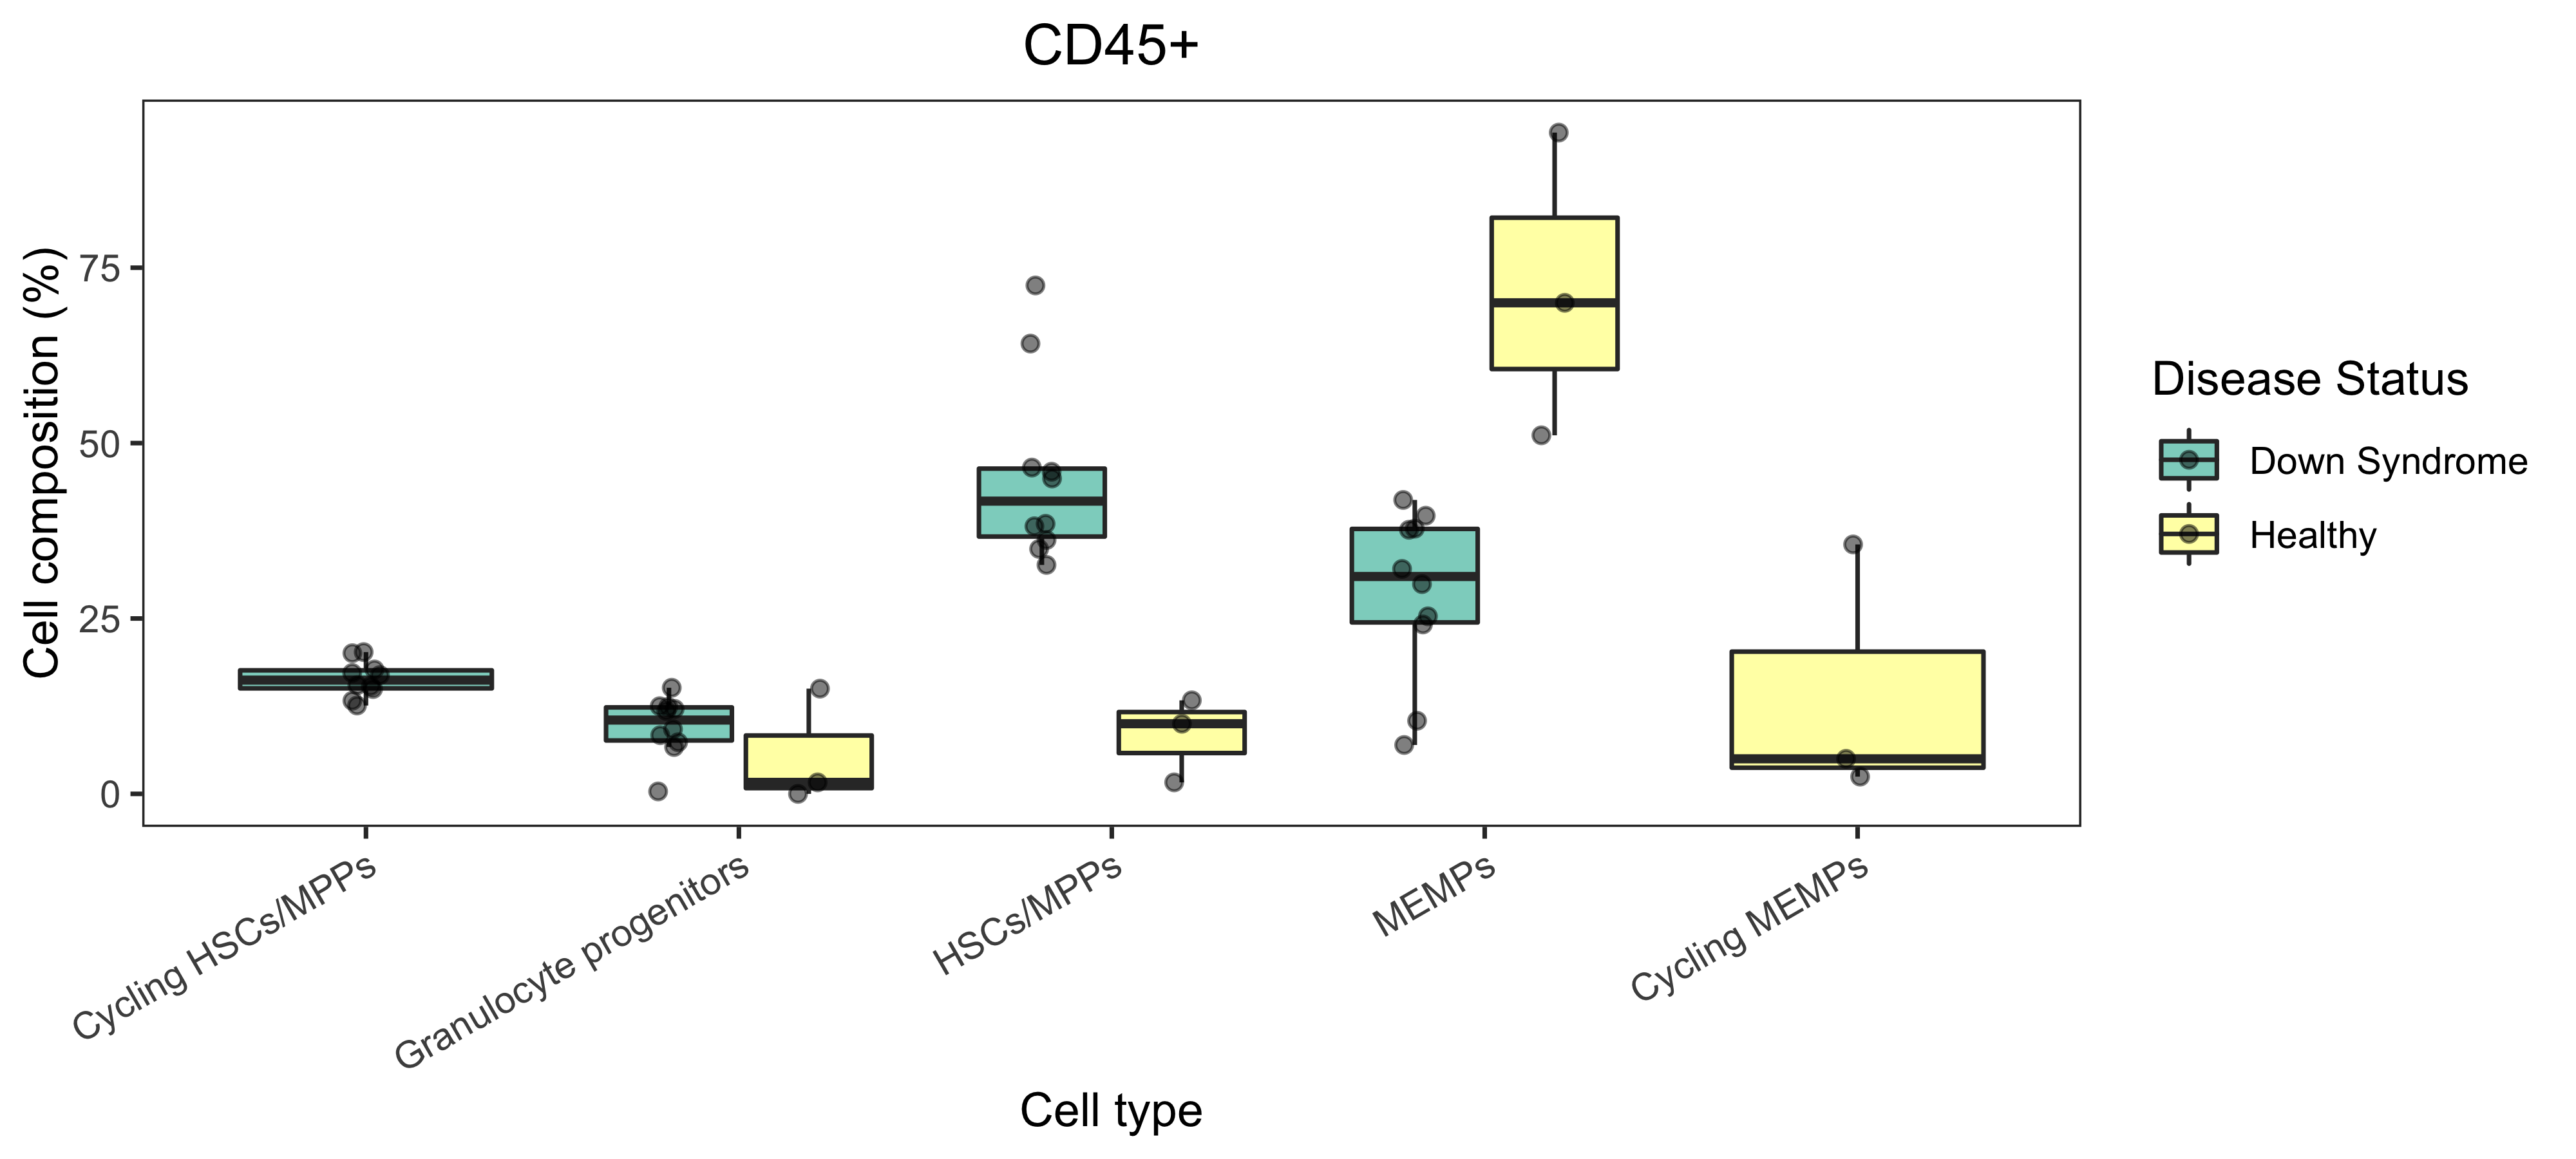 CD45+
Cell composition (%)
75
50
25
0
Cycling HSCs/MPPs
Granulocyte progenitors
HSCs/MPPs
MEMPs
Cycling MEMPs
Cell type
Disease Status
Down Syndrome
Healthy